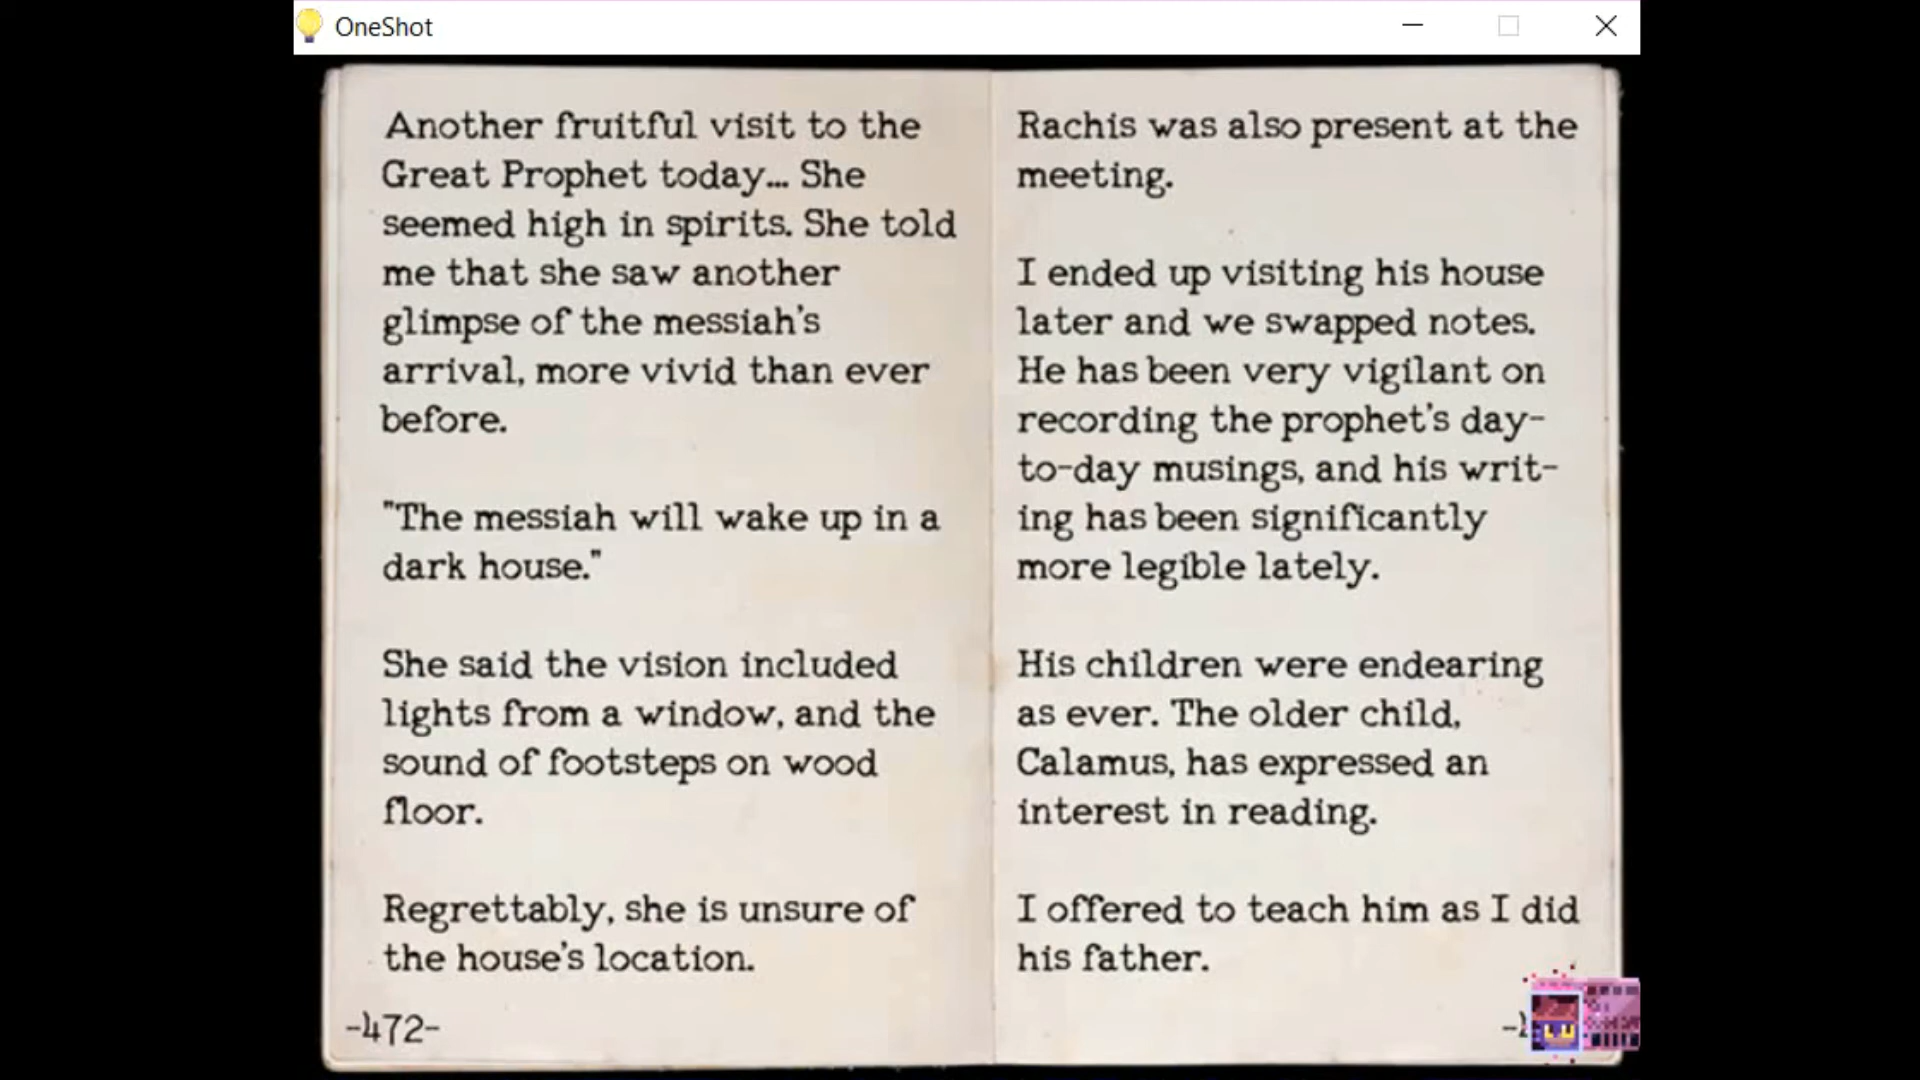 OneShot
Another fruitful visit to the
Great Prophet today... She
seemed high in spirits. She told
me that she saw another
glimpse of the messiah's
arrival, more vivid than ever
before.
"The messiah will wake up in a
dark house."
She said the vision included
lights from a window, and the
sound of footsteps on wood
floor.
Regrettably, she is unsure of
the house's location.
-472-
Rachis was also present at the
meeting.
I ended up visiting his house
later and we swapped notes.
He has been very vigilant on
recording the prophet's day-
to-day musings, and his writ-
ing has been significantly
more legible lately.
His children were endearing
as ever. The older child,
Calamus, has expressed an
interest in reading.
I offered to teach him as I did
his father.